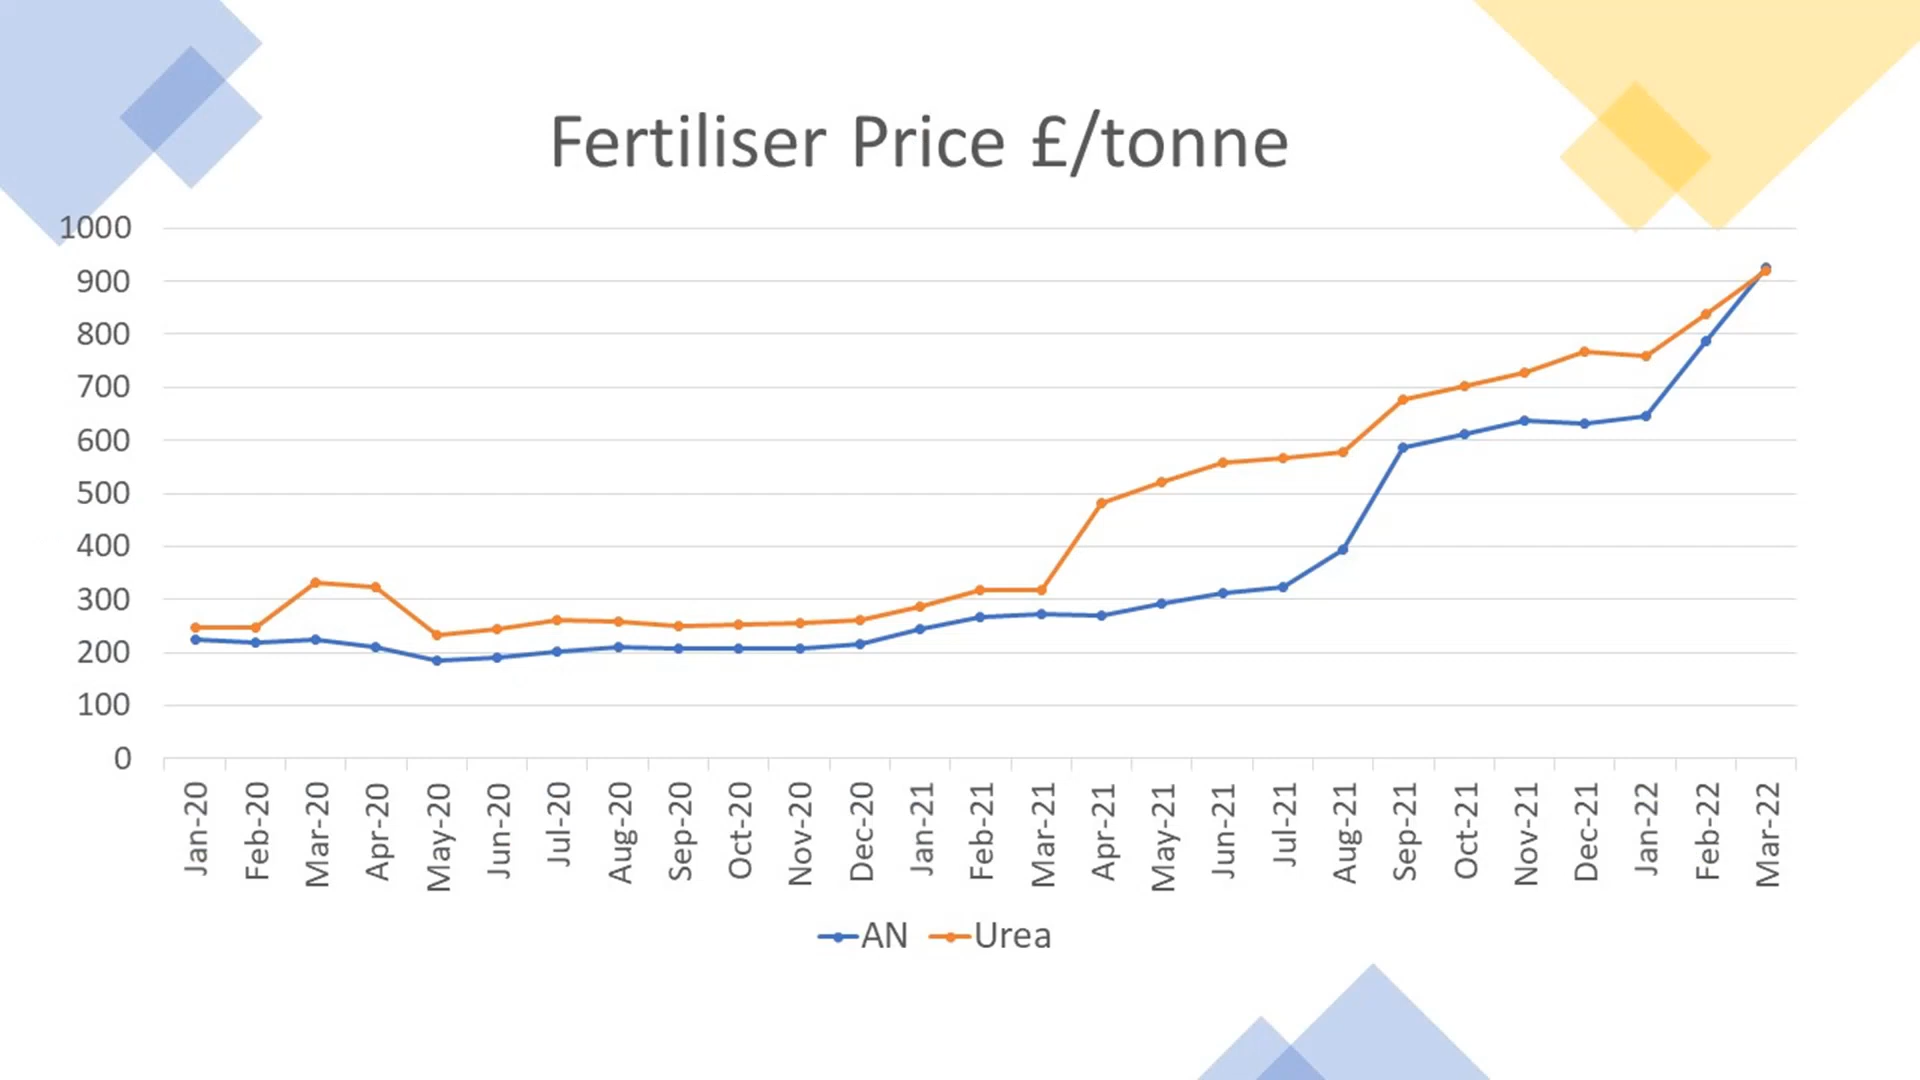 Fertiliser Price £/tonne
1000
900
800
700
600
500
400
300
200
100
0
Jan-20
Feb-20
Mar-20
Apr-20
May-20
Jun-20
Jul-20
Aug-20
Sep-20
Oct-20
Nov-20
Dec-20
Jan-21
Feb-21
Mar-21
Apr-21
May-21
Jun-21
Jul-21
Aug-21
Sep-21
Oct-21
Nov-21
Dec-21
Jan-22
Feb-22
Mar-22
AN Urea